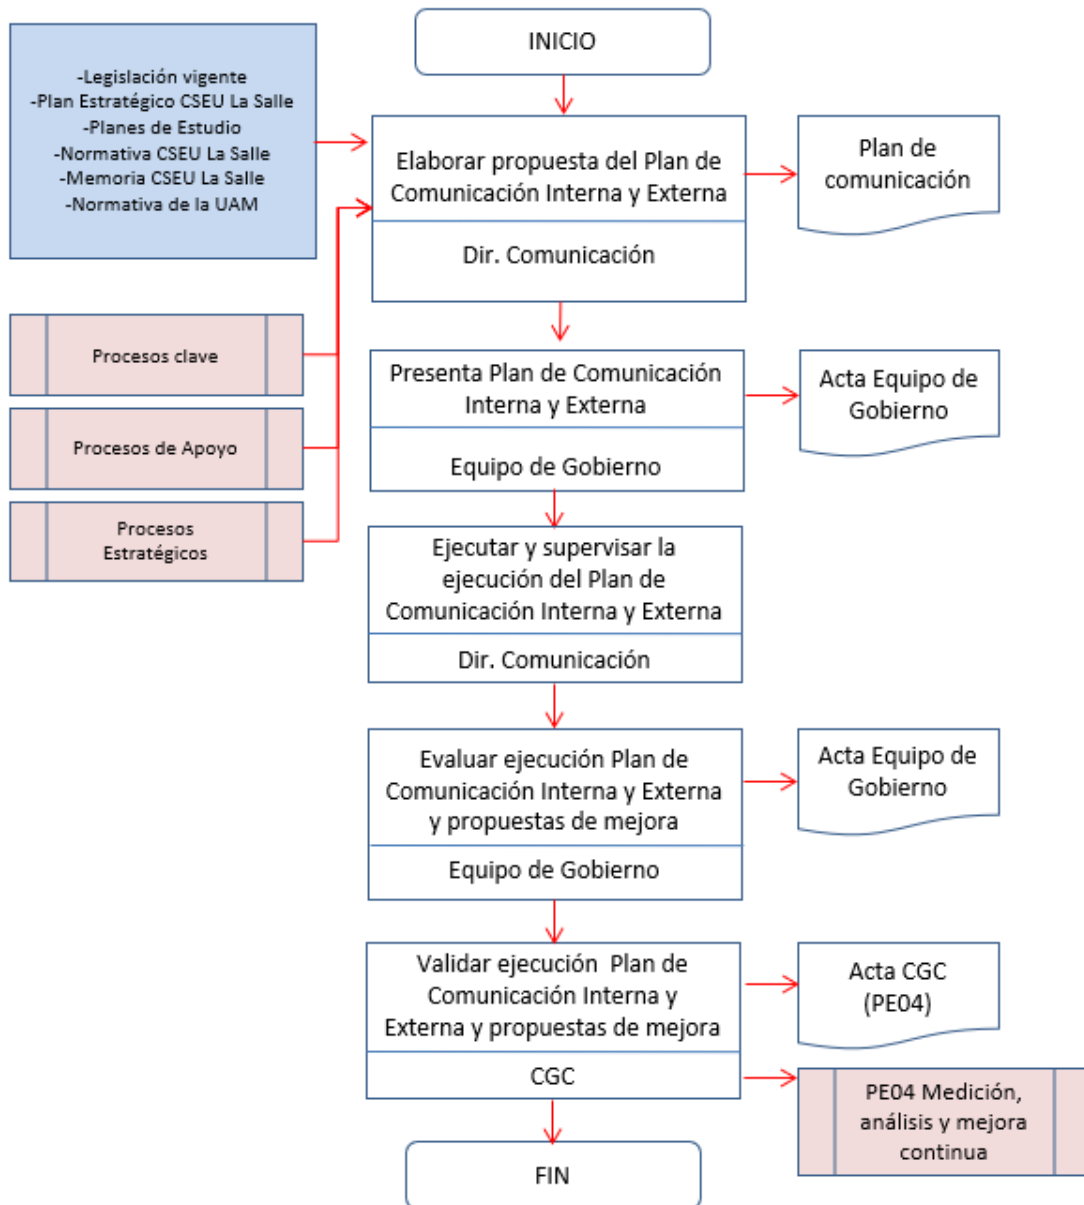 INICIO
-Legislación vigente
-Plan Estratégico CSEU La Salle
-Planes de Estudio
-Normativa CSEU La Salle
-Memoria CSEU La Salle
-Normativa de la UAM
Elaborar propuesta del Plan de
Comunicación Interna y Externa
Dir. Comunicación
Plan de
comunicación
Procesos clave
Procesos de Apoyo
Procesos
Estratégicos
Presenta Plan de Comunicación
Interna y Externa
Equipo de Gobierno
Acta Equipo de
Gobierno
Ejecutar y supervisar la
ejecución del Plan de
Comunicación Interna y Externa
Dir. Comunicación
Evaluar ejecución Plan de
Comunicación Interna y Externa
y propuestas de mejora
Equipo de Gobierno
Acta Equipo de
Gobierno
Validar ejecución Plan de
Comunicación Interna y
Externa y propuestas de mejora
CGC
Acta CGC
(PE04)
PE04 Medición,
análisis y mejora
continua
FIN